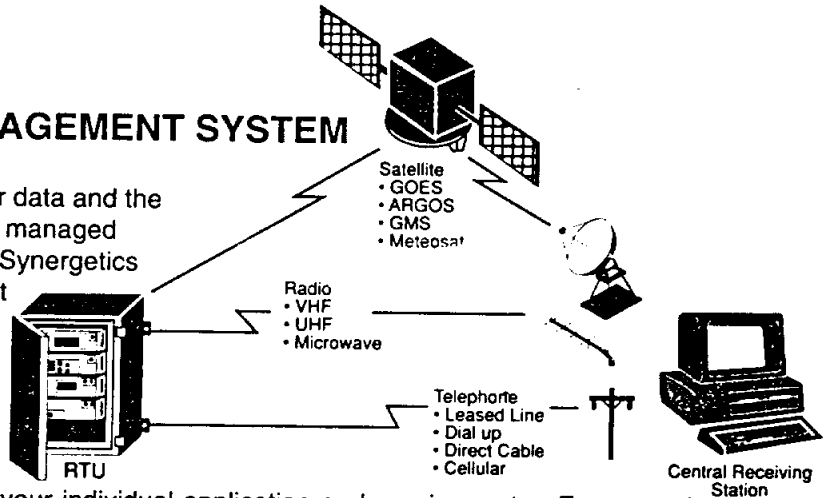 AGEMENT SYSTEM
r data and the
managed
Synergetics
t
Satellite
• GOES
• ARGOS
• GMS
• Meteosat
Radio
• VHF
• UHF
• Microwave
Telephone
• Leased Line
• Dial up
• Direct Cable
• Cellular
RTU
Central Receiving
Station
your individual application and